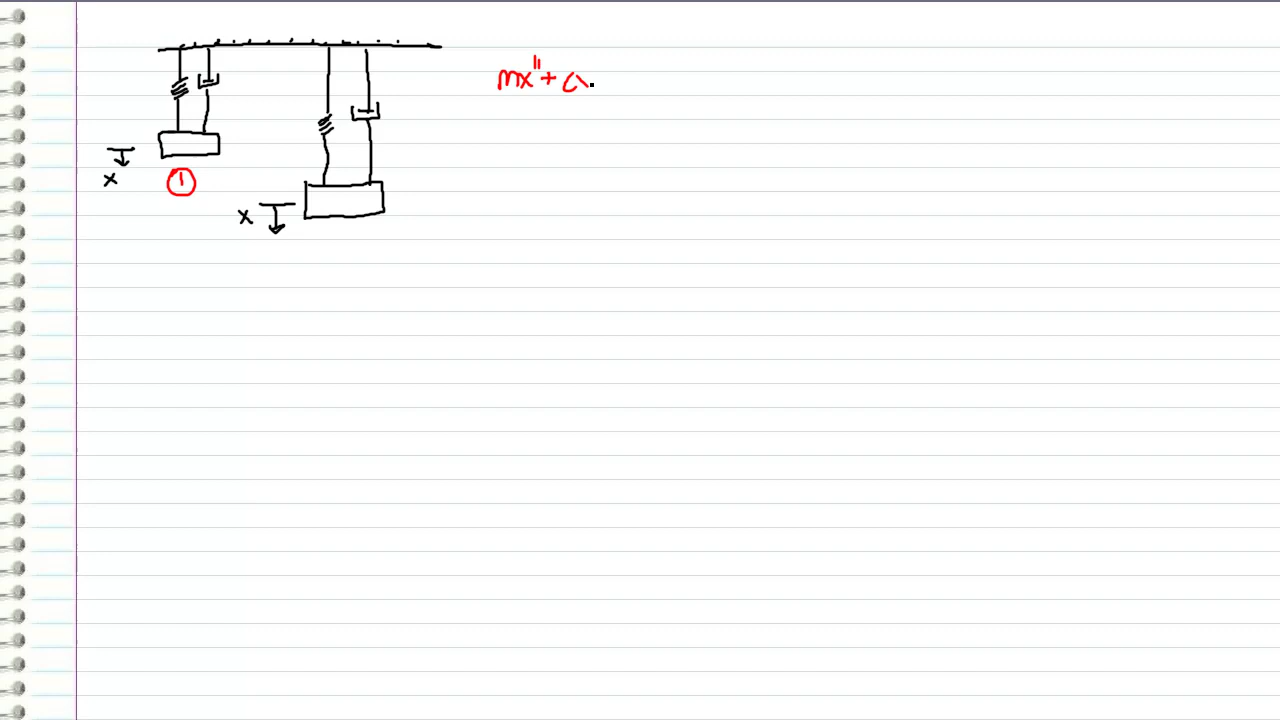 mx" + c
x
①
x